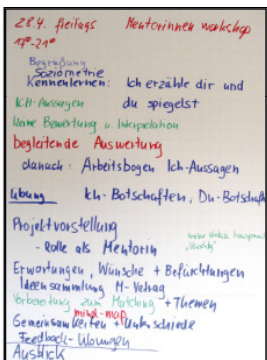 28.4. freitags Mentorinnen workshop
17°°-21°°
Begrüßung
Soziometrie
Kennenlernen: Ich erzähle dir und
du spiegelst
Ich-Aussagen
keine Bewertung u. Interpretation
begleitende Auswertung
danach: Arbeitsbogen Ich-Aussagen
Übung Ich-Botschaften, Du-Botschaft
Projektvorstellung
- Rolle als Mentorin
Erwartungen, Wünsche + Befürchtungen
Ideensammlung M-Vertrag
Vorbereitung zum Matching + Themen
mind-map
Gemeinsamkeiten + Unterschiede
Feedback-Übungen
Ausblick